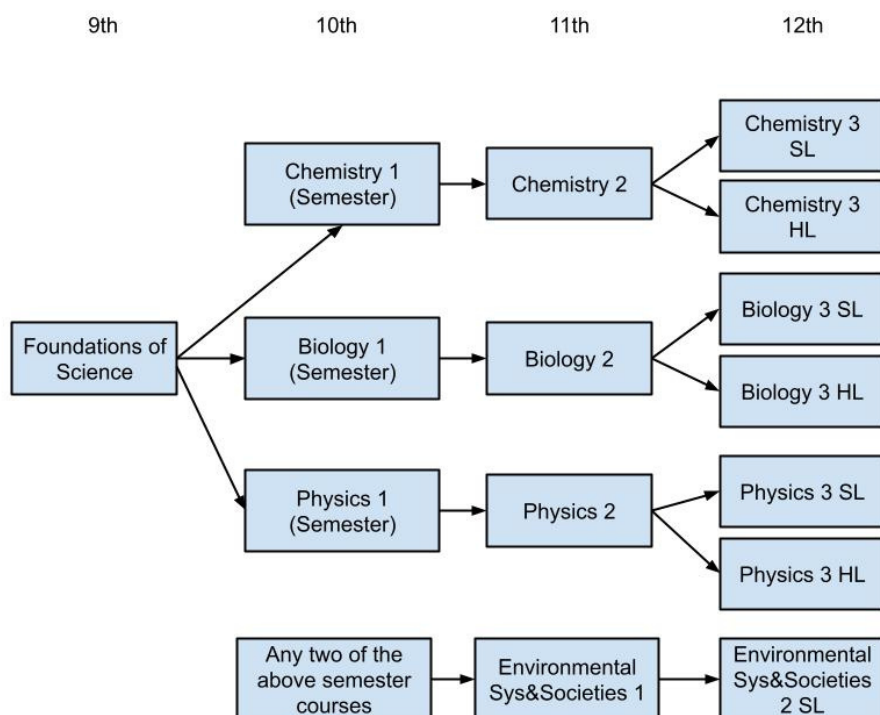 9th
10th
11th
12th
Chemistry 1
(Semester)
Chemistry 2
Chemistry 3
SL
Chemistry 3
HL
Foundations of
Science
Biology 1
(Semester)
Biology 2
Biology 3 SL
Biology 3 HL
Physics 1
(Semester)
Physics 2
Physics 3 SL
Physics 3 HL
Any two of the
above semester
courses
Environmental
Sys&Societies 1
Environmental
Sys&Societies
2 SL